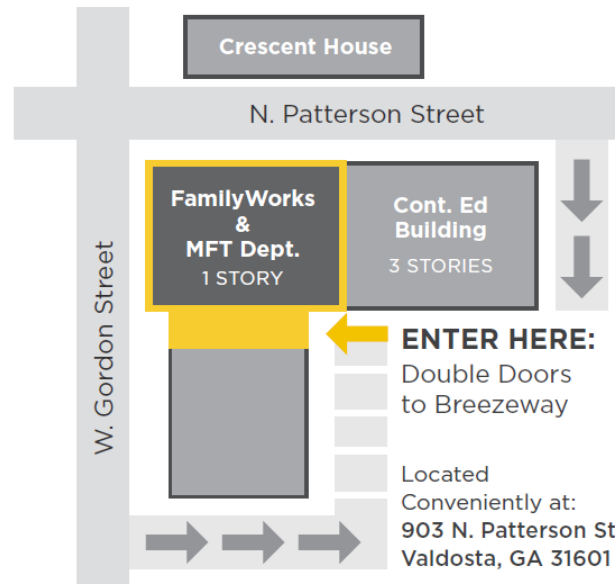 Crescent House
N. Patterson Street
W. Gordon Street
FamilyWorks
&
MFT Dept.
1 STORY
Cont. Ed
Building
3 STORIES
ENTER HERE:
Double Doors
to Breezeway
Located
Conveniently at:
903 N. Patterson St
Valdosta, GA 31601